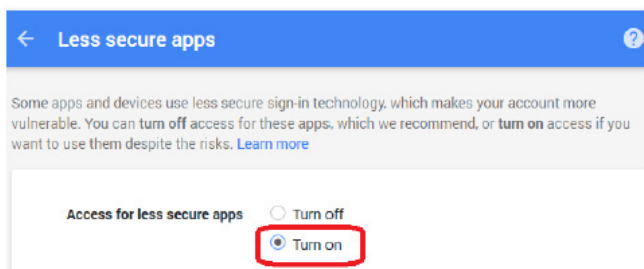 Less secure apps
Some apps and devices use less secure sign-in technology, which makes your account more
vulnerable. You can turn off access for these apps, which we recommend, or turn on access if you
want to use them despite the risks. Learn more
Access for less secure apps Turn off
Turn on